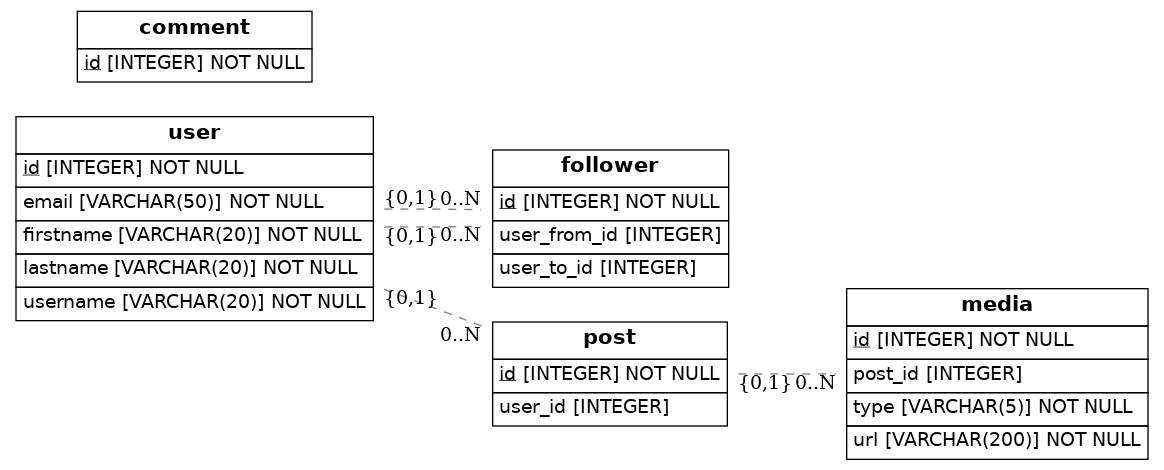 comment
id [INTEGER] NOT NULL
user
id [INTEGER] NOT NULL
email [VARCHAR(50)] NOT NULL
firstname [VARCHAR(20)] NOT NULL
lastname [VARCHAR(20)] NOT NULL
username [VARCHAR(20)] NOT NULL
{0,1} 0..N
{0,1} 0..N
{0,1}
0..N
follower
id [INTEGER] NOT NULL
user_from_id [INTEGER]
user_to_id [INTEGER]
post
id [INTEGER] NOT NULL
user_id [INTEGER]
{0,1} 0..N
media
id [INTEGER] NOT NULL
post_id [INTEGER]
type [VARCHAR(5)] NOT NULL
url [VARCHAR(200)] NOT NULL